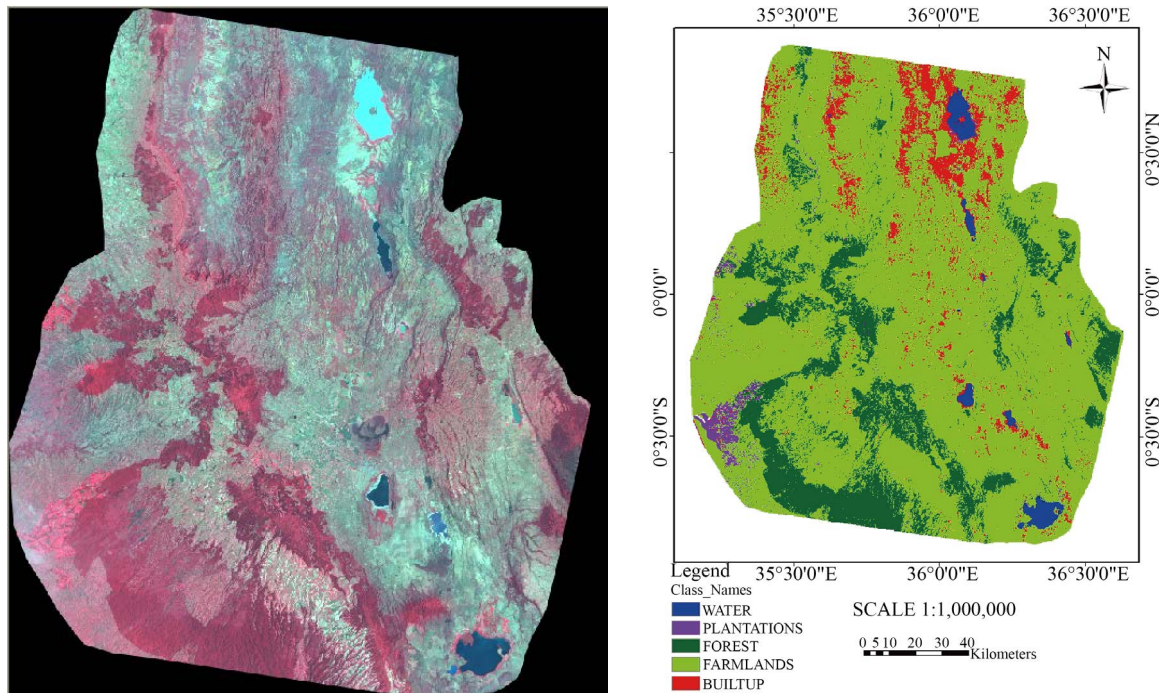 35°30'0"E 36°0'0"E 36°30'0"E
N
0°30'0"N
0°0'0" 0°0'0"
0°30'0"S 0°30'0"S
35°30'0"E 36°0'0"E 36°30'0"E
Legend
Class_Names
WATER
PLANTATIONS
FOREST
FARMLANDS
BUILTUP
SCALE 1:1,000,000
0 5 10 20 30 40
Kilometers